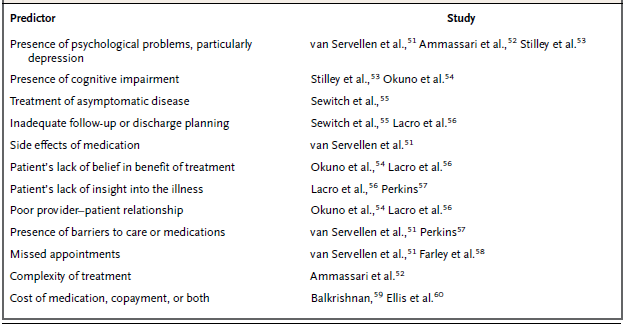 Predictor Study
Presence of psychological problems, particularly van Servellen et al.,⁵¹ Ammassari et al.,⁵² Stilley et al.⁵³
depression
Presence of cognitive impairment Stilley et al.,⁵³ Okuno et al.⁵⁴
Treatment of asymptomatic disease Sewitch et al.,⁵⁵
Inadequate follow-up or discharge planning Sewitch et al.,⁵⁵ Lacro et al.⁵⁶
Side effects of medication van Servellen et al.⁵¹
Patient's lack of belief in benefit of treatment Okuno et al.,⁵⁴ Lacro et al.⁵⁶
Patient's lack of insight into the illness Lacro et al.,⁵⁶ Perkins⁵⁷
Poor provider–patient relationship Okuno et al.,⁵⁴ Lacro et al.⁵⁶
Presence of barriers to care or medications van Servellen et al.,⁵¹ Perkins⁵⁷
Missed appointments van Servellen et al.,⁵¹ Farley et al.⁵⁸
Complexity of treatment Ammassari et al.⁵²
Cost of medication, copayment, or both Balkrishnan,⁵⁹ Ellis et al.⁶⁰